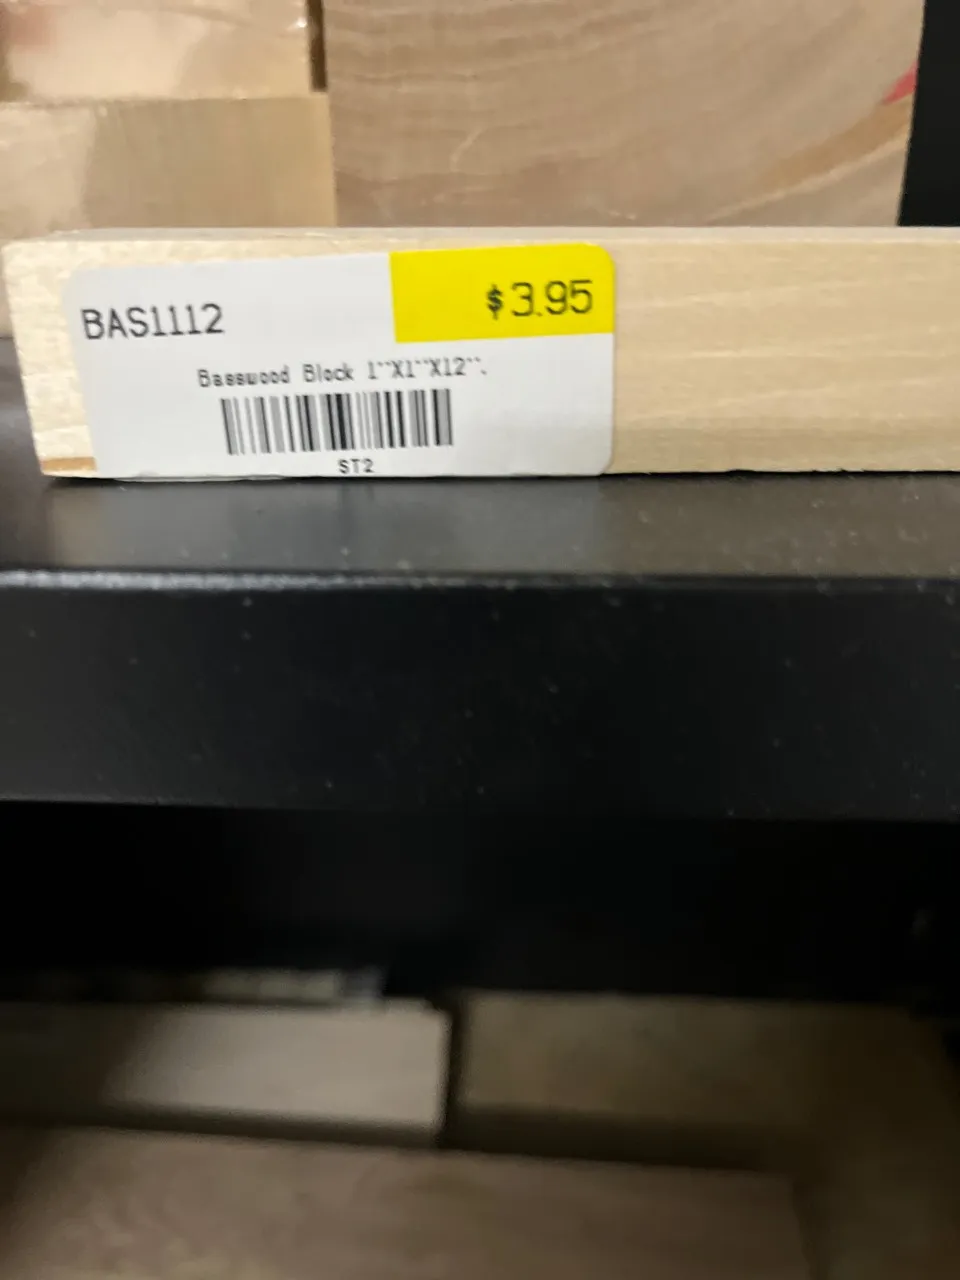 BAS1112
$3.95
Basswood Block 1"X1"X12".
ST2